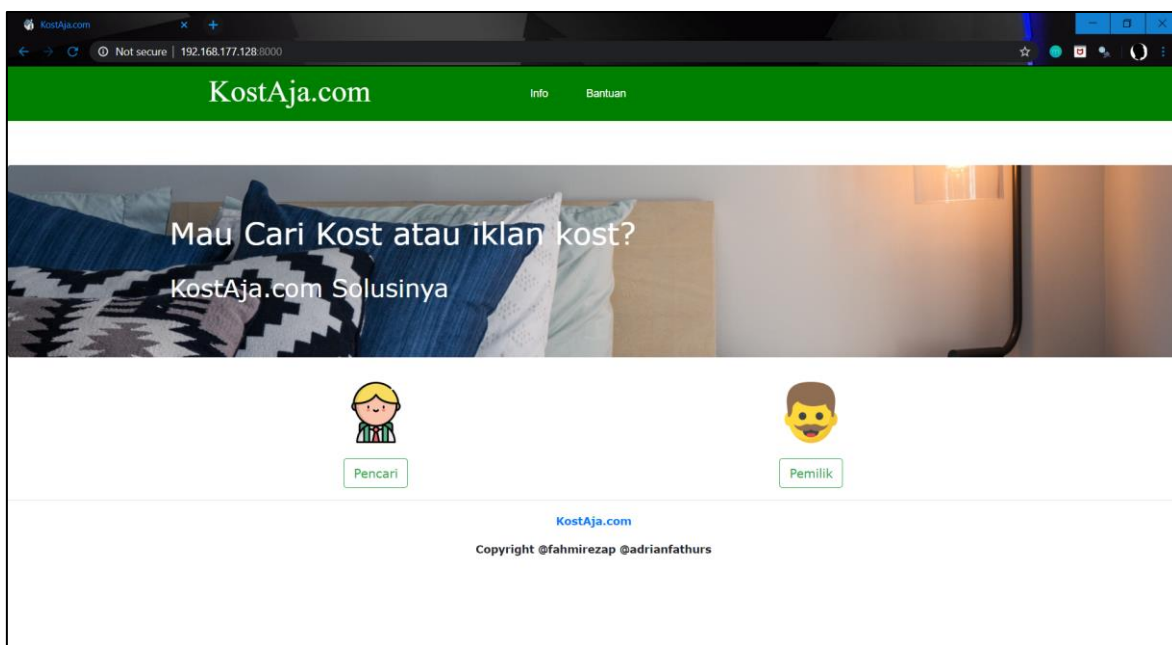 KostAja.com
Not secure | 192.168.177.128:8000
KostAja.com Info Bantuan
Mau Cari Kost atau iklan kost?
KostAja.com Solusinya
Pencari Pemilik
KostAja.com
Copyright @fahmirezap @adrianfathurs